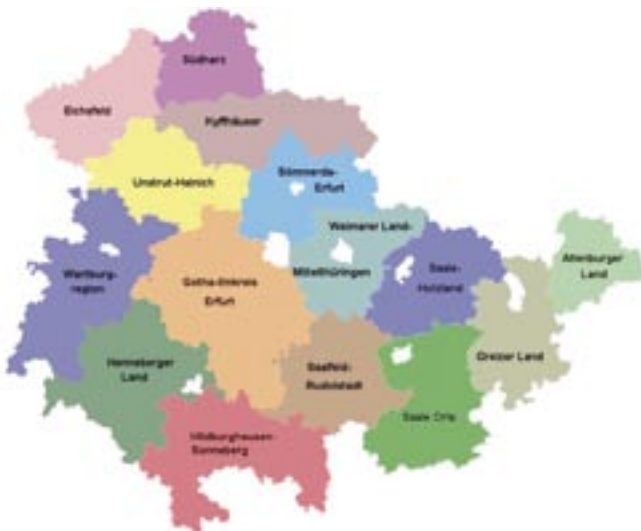 Südharz
Eichsfeld
Kyffhäuser
Sömmerda-
Erfurt
Unstrut-Hainich
Weimarer Land-
Mittelthüringen
Wartburg-
region
Gotha-Ilmkreis
Erfurt
Saale-
Holzland
Altenburger
Land
Henneberger
Land
Saalfeld-
Rudolstadt
Greizer Land
Saale Orla
Hildburghausen-
Sonneberg